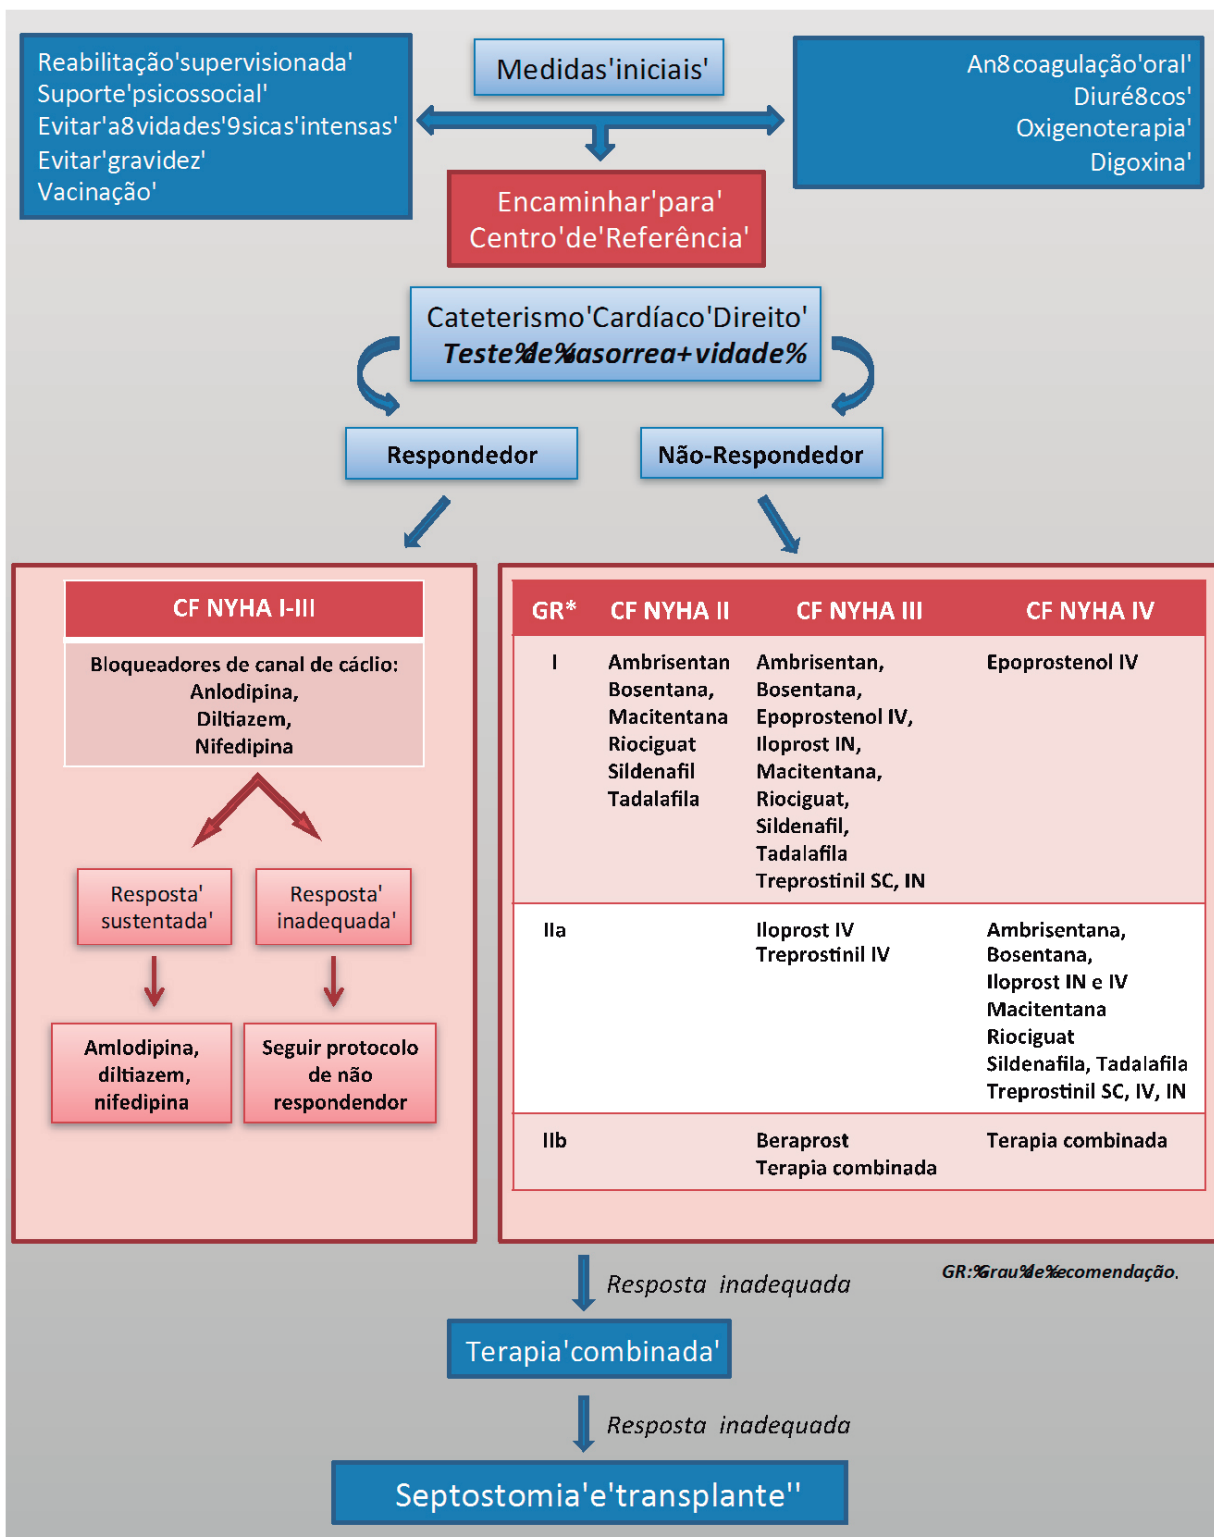 Medidas'iniciais'
Reabilitação'supervisionada'
Suporte'psicossocial'
Evitar'a8vidades'9sicas'intensas'
Evitar'gravidez'
Vacinação'
An8coagulação'oral'
Diuré8cos'
Oxigenoterapia'
Digoxina'
Encaminhar'para'
Centro'de'Referência'
Cateterismo'Cardíaco'Direito'
Teste%de%vasorrea+vidade%
Respondedor
Não-Respondedor
CF NYHA I-III
Bloqueadores de canal de cáclio:
Anlodipina,
Diltiazem,
Nifedipina
Resposta'
sustentada'
Resposta'
inadequada'
Amlodipina,
diltiazem,
nifedipina
Seguir protocolo
de não
respondendor
GR* CF NYHA II CF NYHA III CF NYHA IV
I
Ambrisentan
Bosentana,
Macitentana
Riociguat
Sildenafil
Tadalafila
Ambrisentan,
Bosentana,
Epoprostenol IV,
Iloprost IN,
Macitentana,
Riociguat,
Sildenafil,
Tadalafila
Treprostinil SC, IN
Epoprostenol IV
IIa
Iloprost IV
Treprostinil IV
Ambrisentana,
Bosentana,
Iloprost IN e IV
Macitentana
Riociguat
Sildenafila, Tadalafila
Treprostinil SC, IV, IN
IIb
Beraprost
Terapia combinada
Terapia combinada
GR:%Grau%de%recomendação.
Resposta inadequada
Terapia'combinada'
Resposta inadequada
Septostomia'e'transplante''